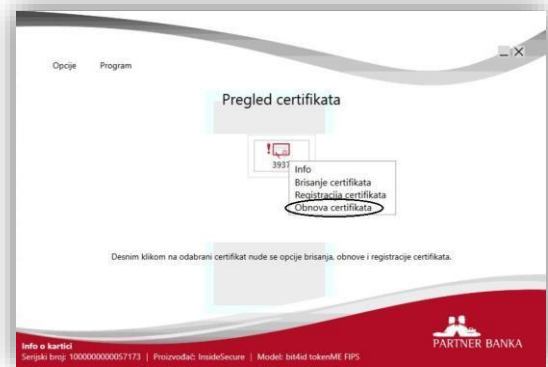 Opcije Program
Pregled certifikata
3937
Info
Brisanje certifikata
Registracija certifikata
Obnova certifikata
Desnim klikom na odabrani certifikat nude se opcije brisanja, obnove i registracije certifikata.
PARTNER BANKA
Info o kartici
Serijski broj: 1000000000057173 | Proizvođač: InsideSecure | Model: bit4id tokenME FIPS